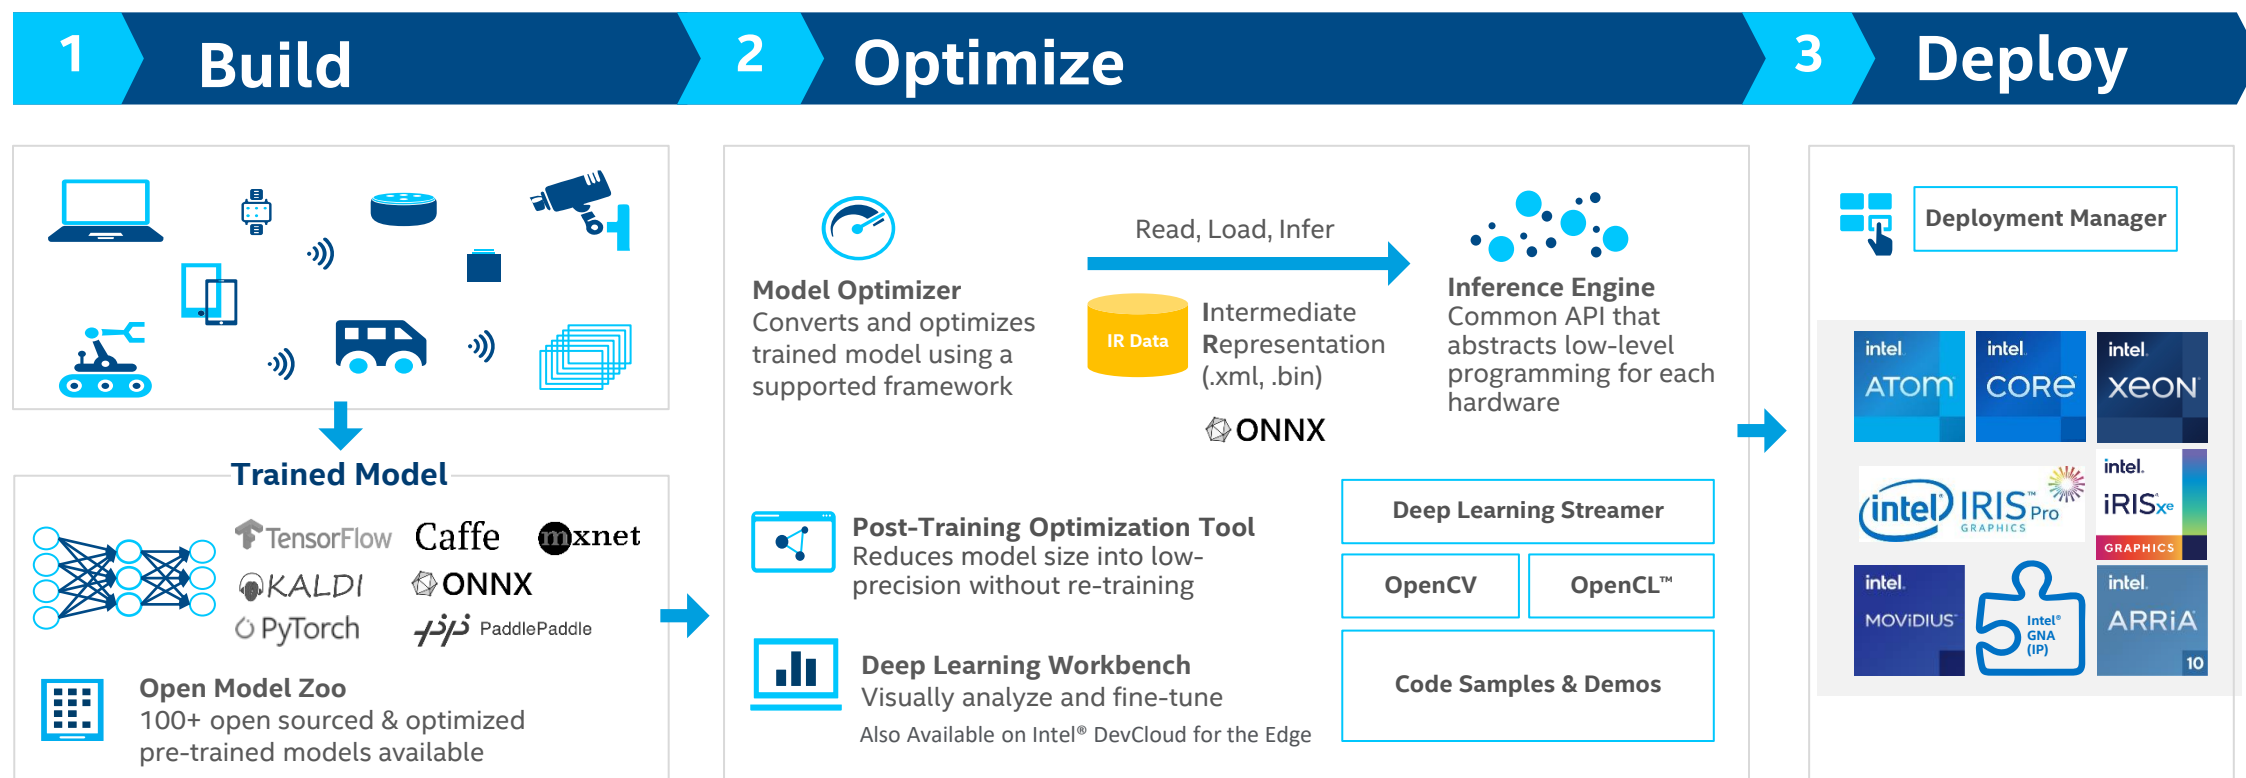 1
Build
2
Optimize
3
Deploy
Trained Model
TensorFlow
Caffe
mxnet
KALDI
ONNX
PyTorch
PaddlePaddle
Open Model Zoo
100+ open sourced & optimized
pre-trained models available
Model Optimizer
Converts and optimizes
trained model using a
supported framework
Read, Load, Infer
IR Data
Intermediate
Representation
(.xml, .bin)
ONNX
Inference Engine
Common API that
abstracts low-level
programming for each
hardware
Post-Training Optimization Tool
Reduces model size into low-
precision without re-training
Deep Learning Workbench
Visually analyze and fine-tune
Also Available on Intel® DevCloud for the Edge
Deep Learning Streamer
OpenCV
OpenCL™
Code Samples & Demos
Deployment Manager
intel.
ATOM
intel.
CORE
intel.
XEON
intel IRIS™ Pro
GRAPHICS
intel.
iRIS Xe
GRAPHICS
intel.
MOVIDIUS
Intel®
GNA
(IP)
intel.
ARRIA
10